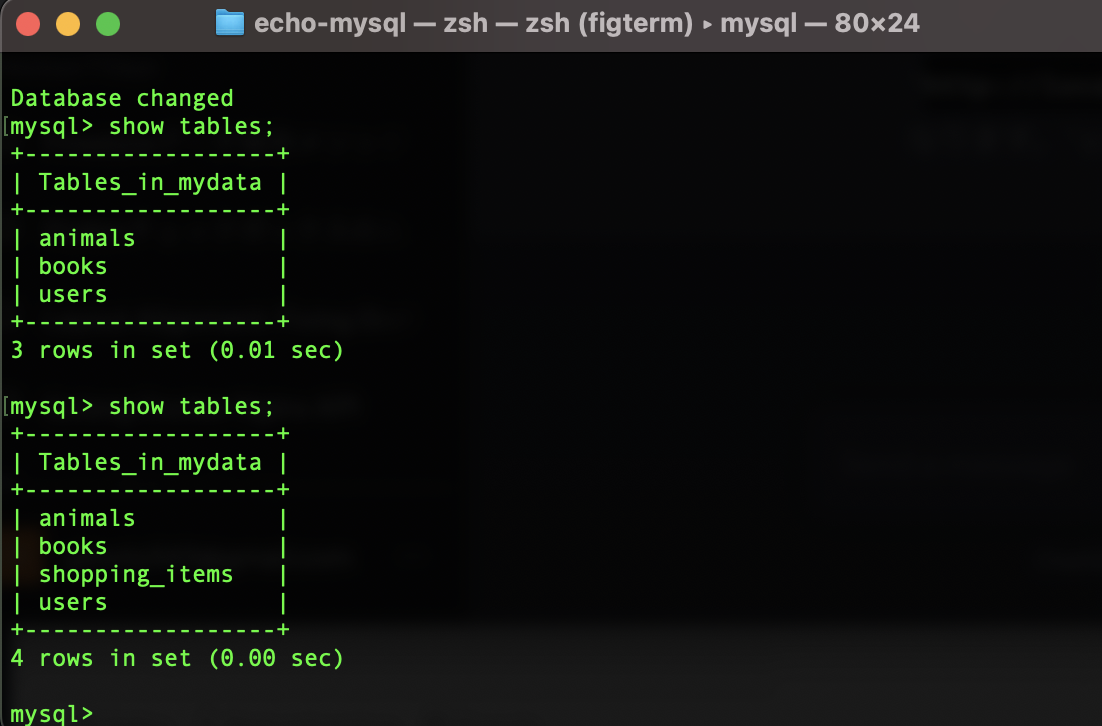 echo-mysql — zsh — zsh (figterm) ▸ mysql — 80×24
Database changed
[mysql> show tables;
+------------------+
| Tables_in_mydata |
+------------------+
| animals          |
| books            |
| users            |
+------------------+
3 rows in set (0.01 sec)
[mysql> show tables;
+------------------+
| Tables_in_mydata |
+------------------+
| animals          |
| books            |
| shopping_items   |
| users            |
+------------------+
4 rows in set (0.00 sec)
mysql>